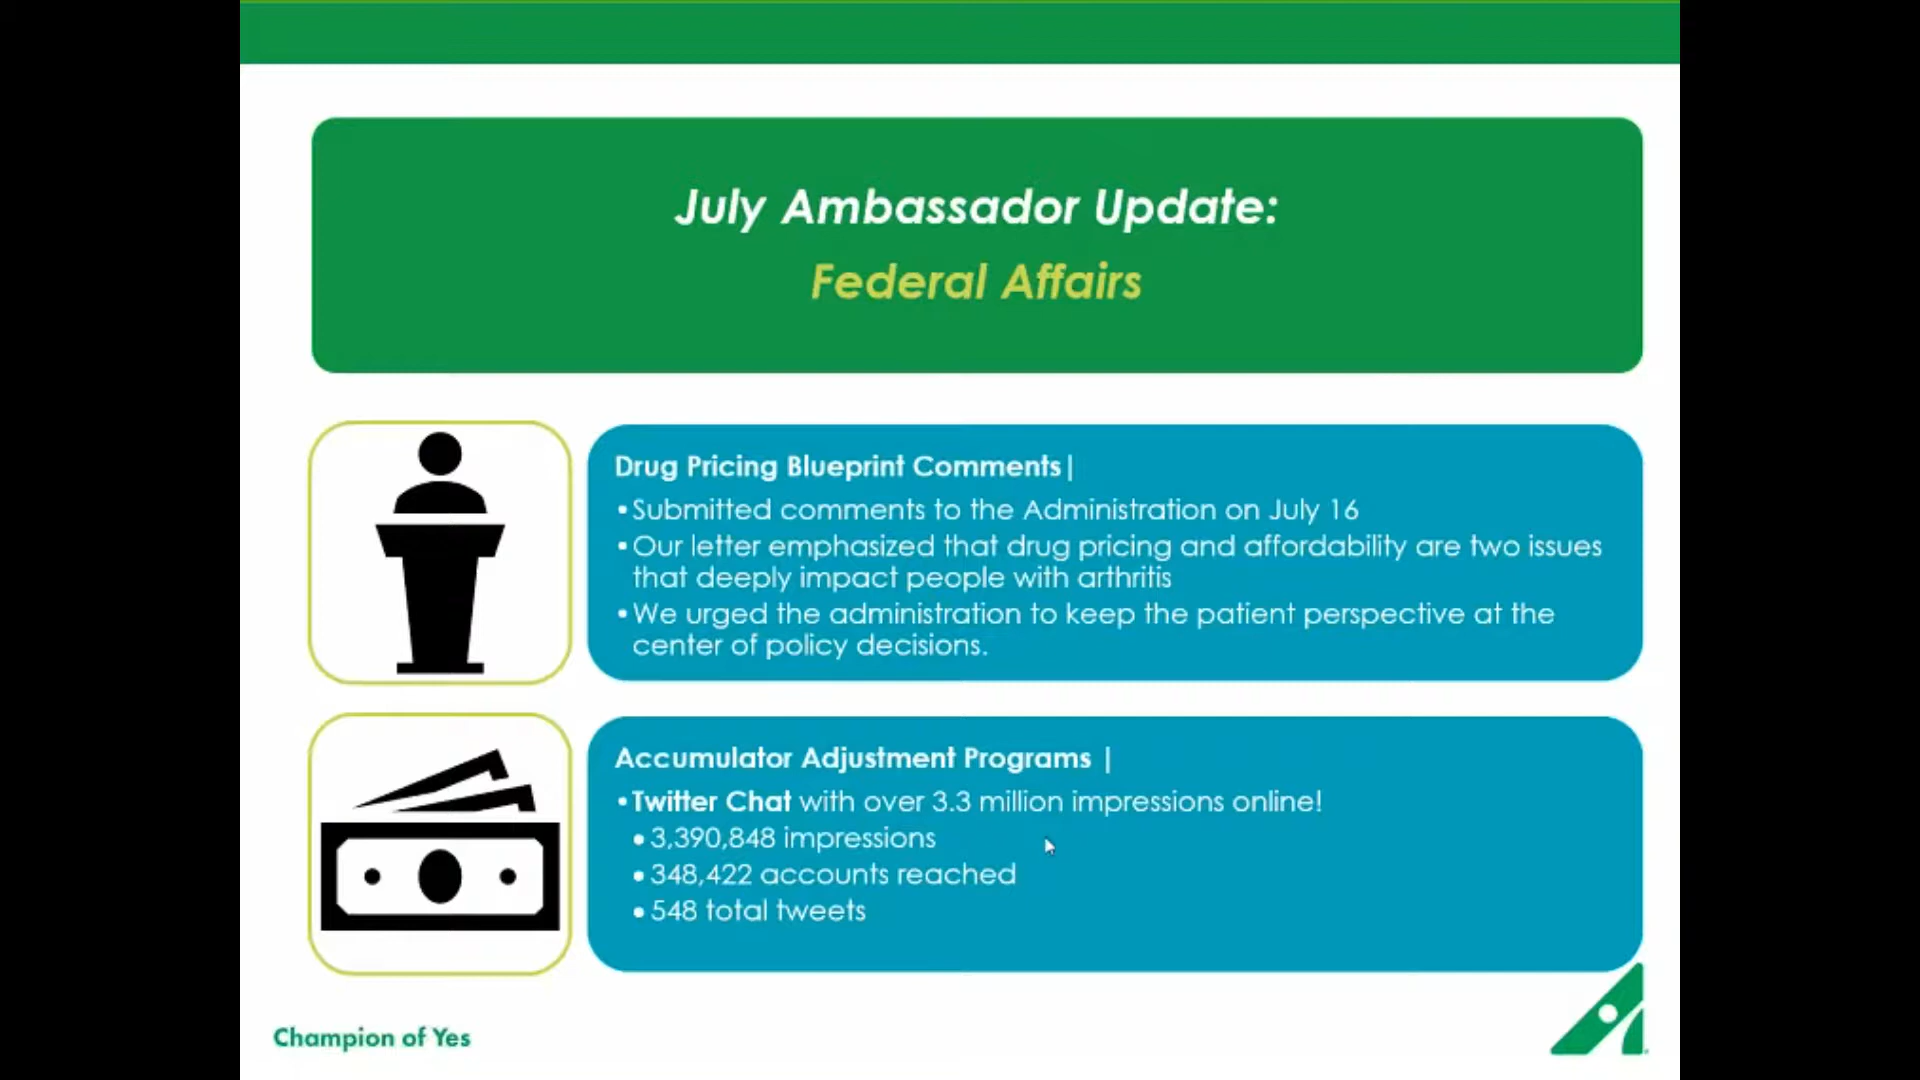 July Ambassador Update:
Federal Affairs
Drug Pricing Blueprint Comments|
•Submitted comments to the Administration on July 16
•Our letter emphasized that drug pricing and affordability are two issues
that deeply impact people with arthritis
•We urged the administration to keep the patient perspective at the
center of policy decisions.
Accumulator Adjustment Programs |
•Twitter Chat with over 3.3 million impressions online!
•3,390,848 impressions
•348,422 accounts reached
•548 total tweets
Champion of Yes